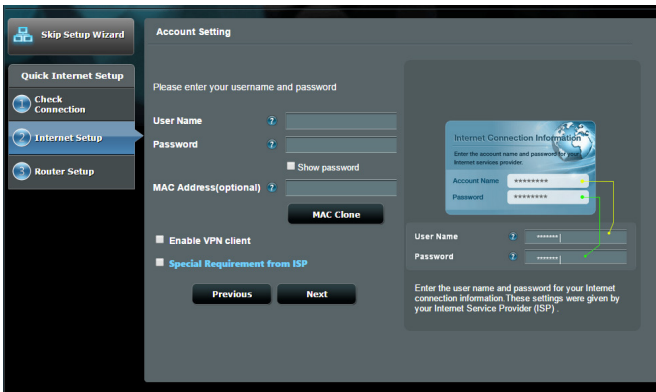 Skip Setup Wizard
Quick Internet Setup
1 Check
Connection
2 Internet Setup
3 Router Setup
Account Setting
Please enter your username and password
User Name ?
Password ?
Show password
MAC Address(optional) ?
MAC Clone
Enable VPN client
Special Requirement from ISP
Previous Next
Internet Connection Information
Enter the account name and password for your
Internet services provider.
Account Name ********
Password ********
User Name ? *******|
Password ? *******|
Enter the user name and password for your Internet
connection information.These settings were given by
your Internet Service Provider (ISP) .